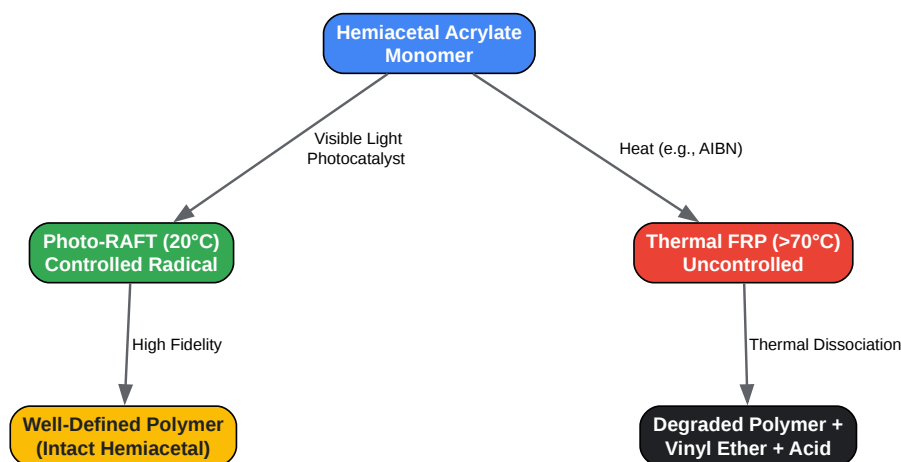 Hemiacetal Acrylate
Monomer
Visible Light
Photocatalyst
Heat (e.g., AIBN)
Photo-RAFT (20°C)
Controlled Radical
Thermal FRP (>70°C)
Uncontrolled
High Fidelity
Thermal Dissociation
Well-Defined Polymer
(Intact Hemiacetal)
Degraded Polymer +
Vinyl Ether + Acid